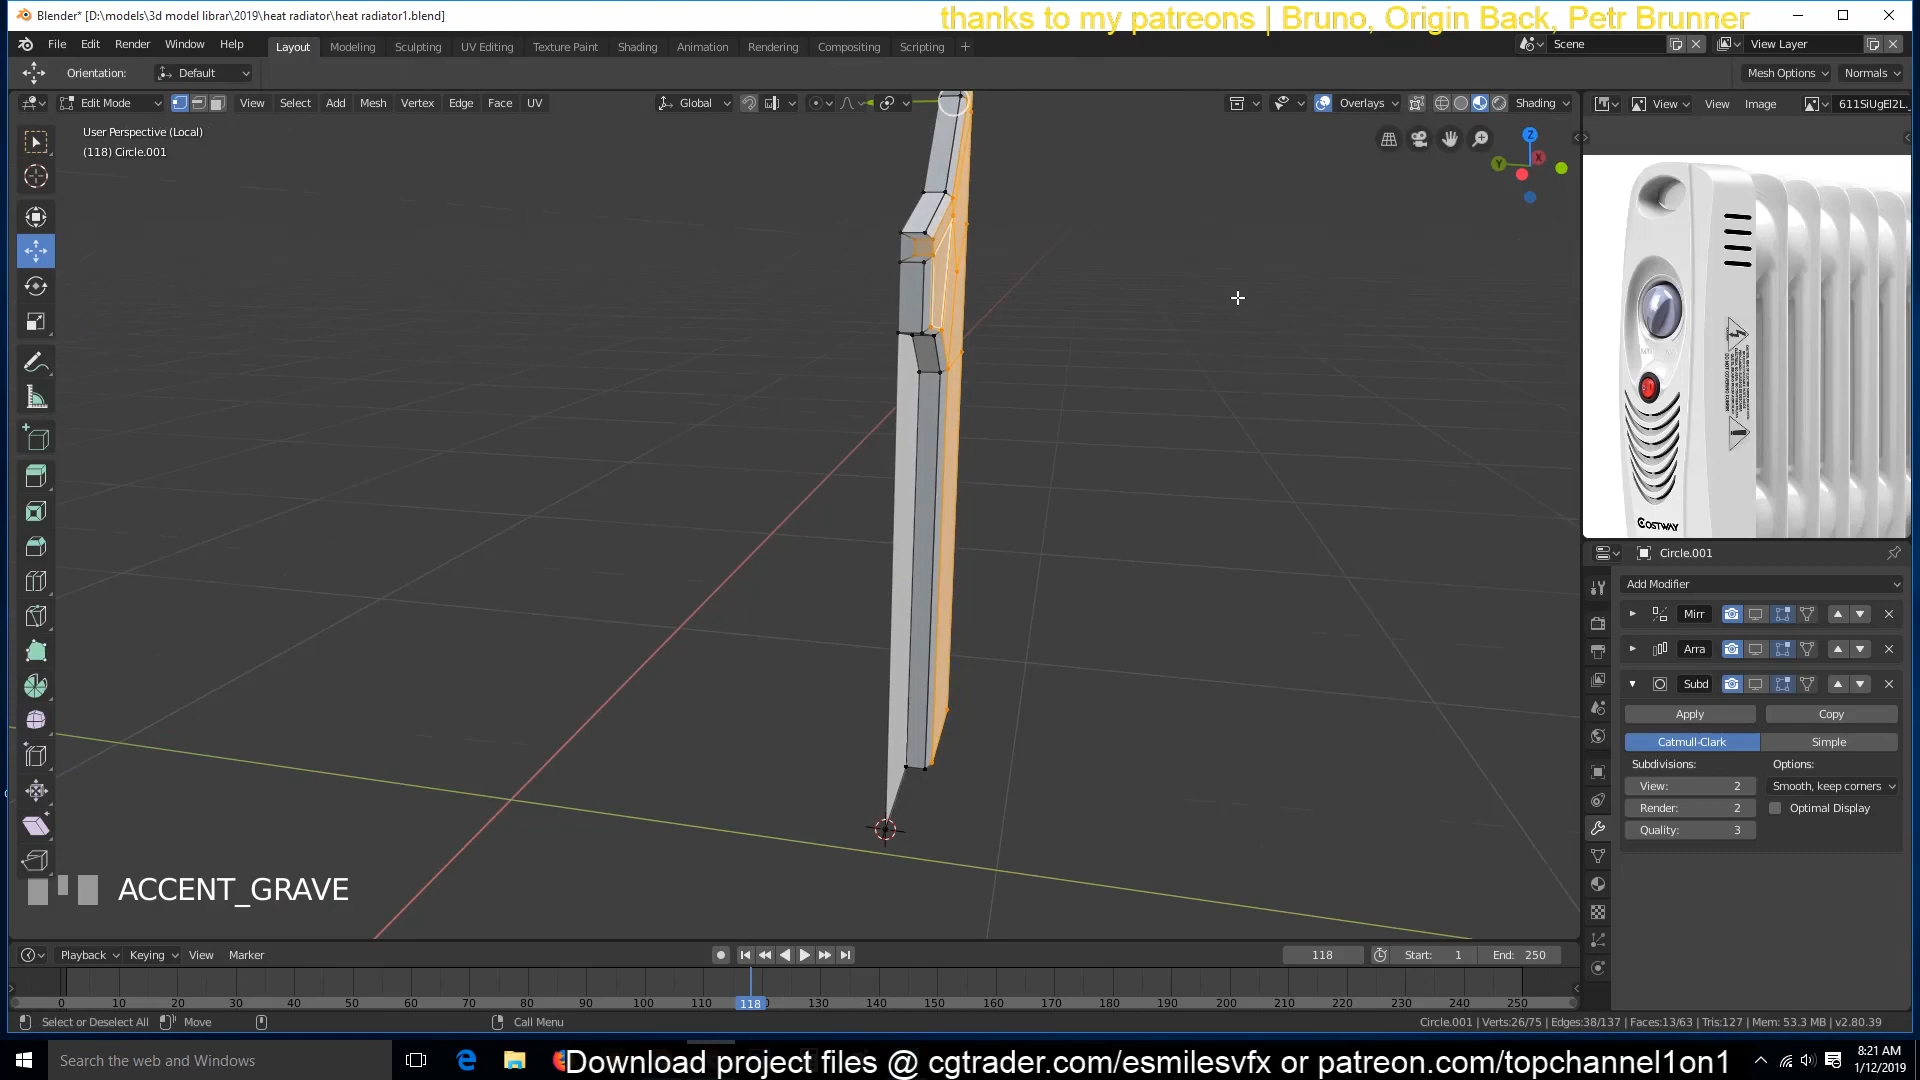 Blender* [D:\models\3d model librar\2019\heat radiator\heat radiator1.blend]
thanks to my patreons | Bruno, Origin Back, Petr Brunner
File Edit Render Window Help Layout Modeling Sculpting UV Editing Texture Paint Shading Animation Rendering Compositing Scripting + Scene View Layer
Orientation: Default Mesh Options Normals
Edit Mode View Select Add Mesh Vertex Edge Face UV Global Overlays Shading View View Image 611SiUgEl2L.
User Perspective (Local)
(118) Circle.001
Z
Y X
COSTWAY
Circle.001
Add Modifier
Mirr
Arra
Subd
Apply Copy
Catmull-Clark Simple
Subdivisions: Options:
View: 2 Smooth, keep corners
Render: 2 Optimal Display
Quality: 3
ACCENT_GRAVE
Playback Keying View Marker 118 Start: 1 End: 250
0 10 20 30 40 50 60 70 80 90 100 110 118 130 140 150 160 170 180 190 200 210 220 230 240 250
Select or Deselect All Move Call Menu Circle.001 | Verts:26/75 | Edges:38/137 | Faces:13/63 | Tris:127 | Mem: 53.3 MB | v2.80.39
Search the web and Windows
Download project files @ cgtrader.com/esmilesvfx or patreon.com/topchannel1on1
8:21 AM
1/12/2019